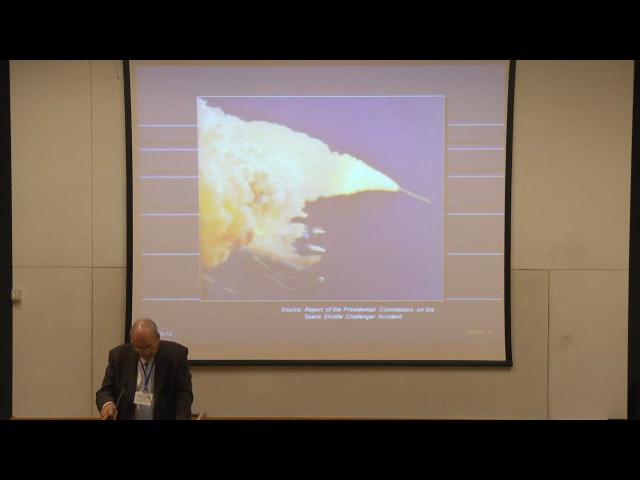 Source: Report of the Presidential Commission on the
Space Shuttle Challenger Accident